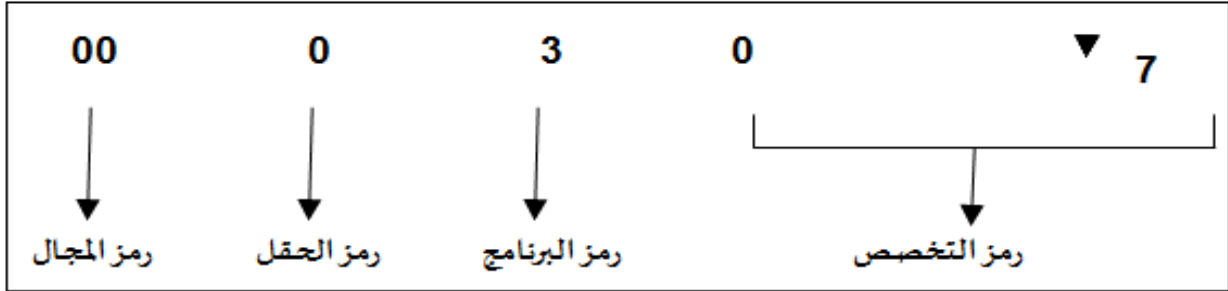 00 0 3 0 7
رمز المجال رمز الحقل رمز البرنامج رمز التخصص